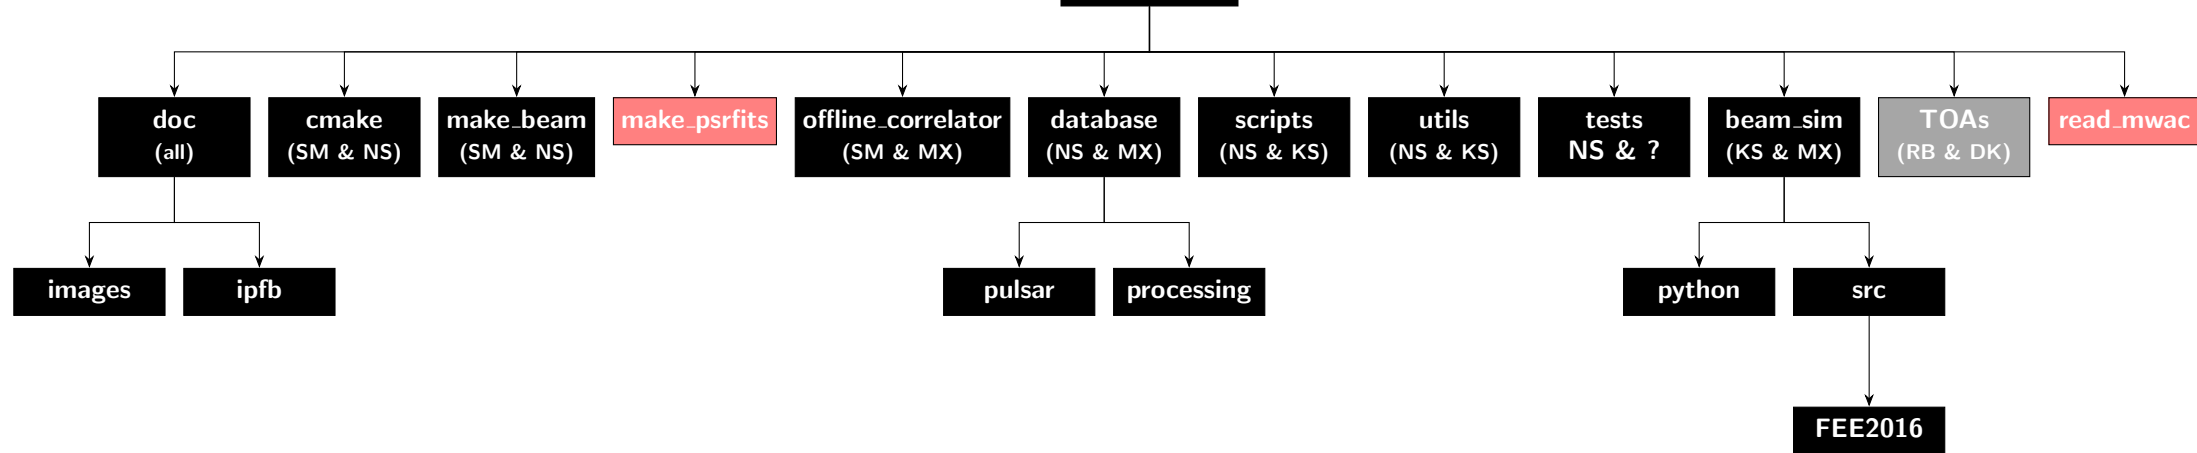 doc
(all)
cmake
(SM & NS)
make_beam
(SM & NS)
make_psrfits
offline_correlator
(SM & MX)
database
(NS & MX)
scripts
(NS & KS)
utils
(NS & KS)
tests
NS & ?
beam_sim
(KS & MX)
TOAs
(RB & DK)
read_mwac
images
ipfb
pulsar
processing
python
src
FEE2016